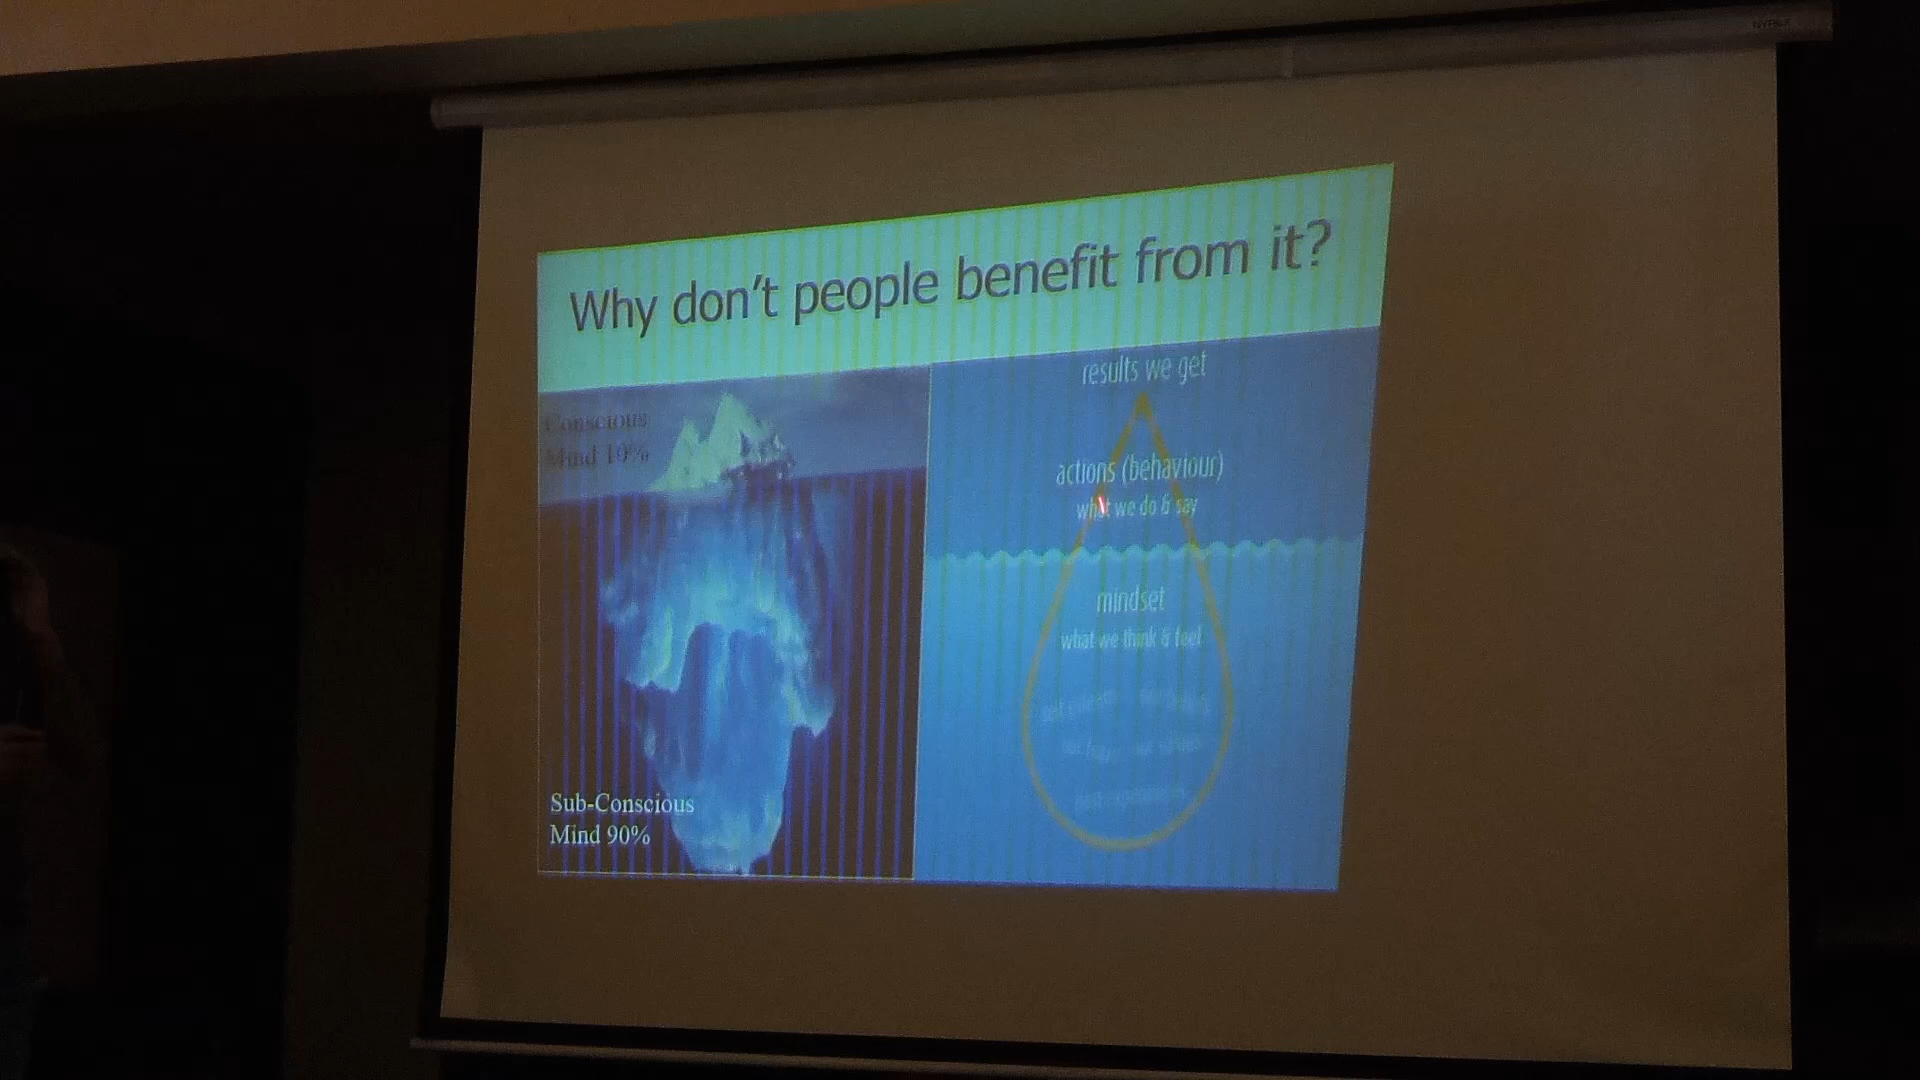 Why don't people benefit from it?
Conscious
Mind 10%
Sub-Conscious
Mind 90%
results we get
actions (behaviour)
what we do & say
mindset
what we think & feel